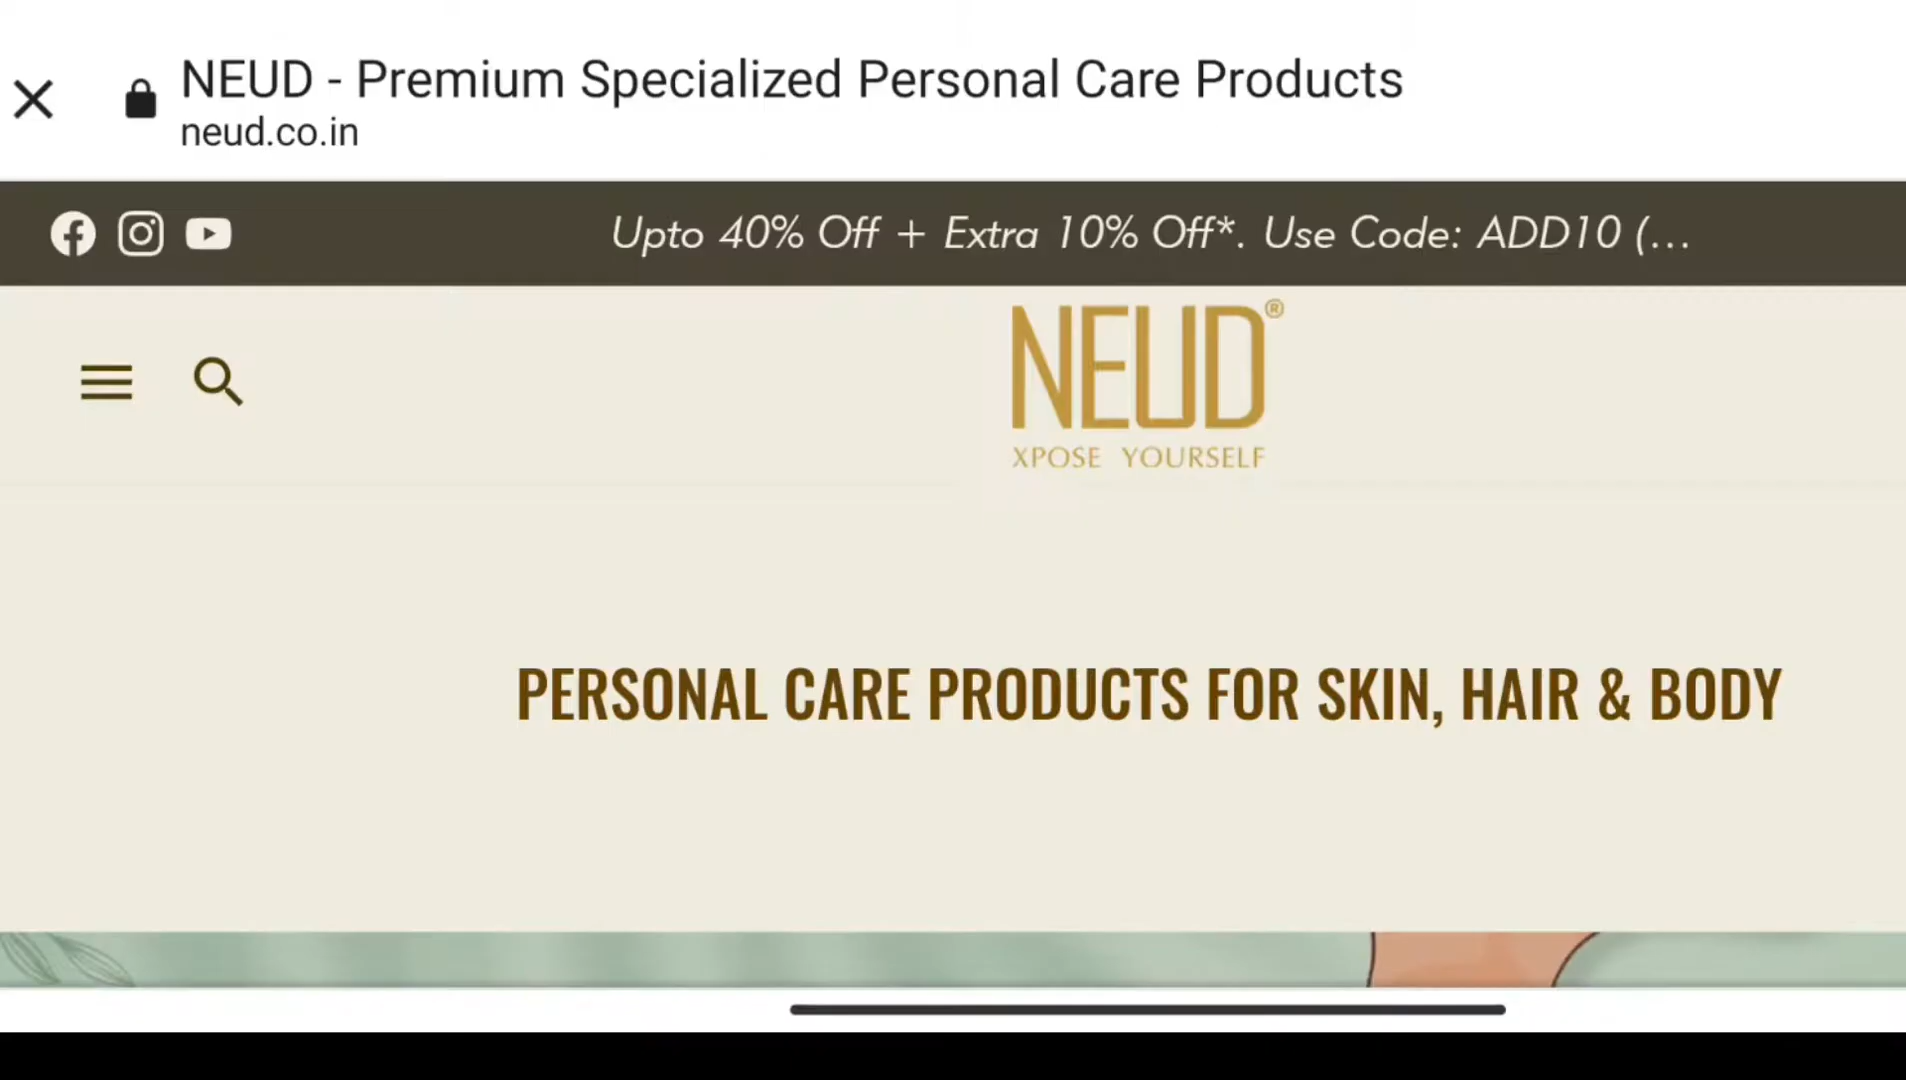 NEUD - Premium Specialized Personal Care Products
neud.co.in
Upto 40% Off + Extra 10% Off*. Use Code: ADD10 (...
NEUD®
XPOSE YOURSELF
PERSONAL CARE PRODUCTS FOR SKIN, HAIR & BODY